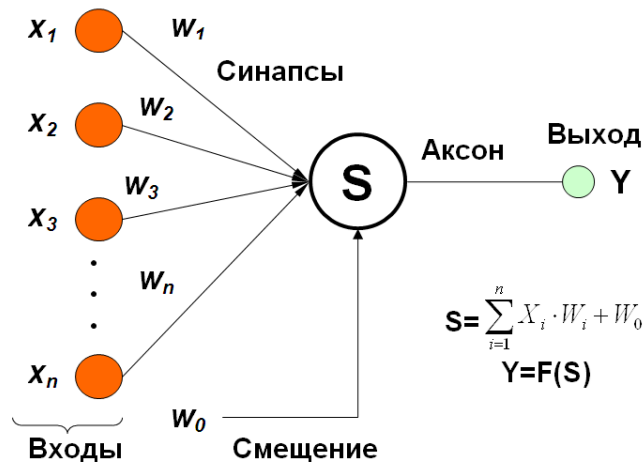 X1
W1
Синапсы
X2
W2
Выход
Аксон
S
Y
X3
W3
Wn
S= n ∑ i=1 Xi · Wi + W0
Y=F(S)
Xn
W0
Входы
Смещение